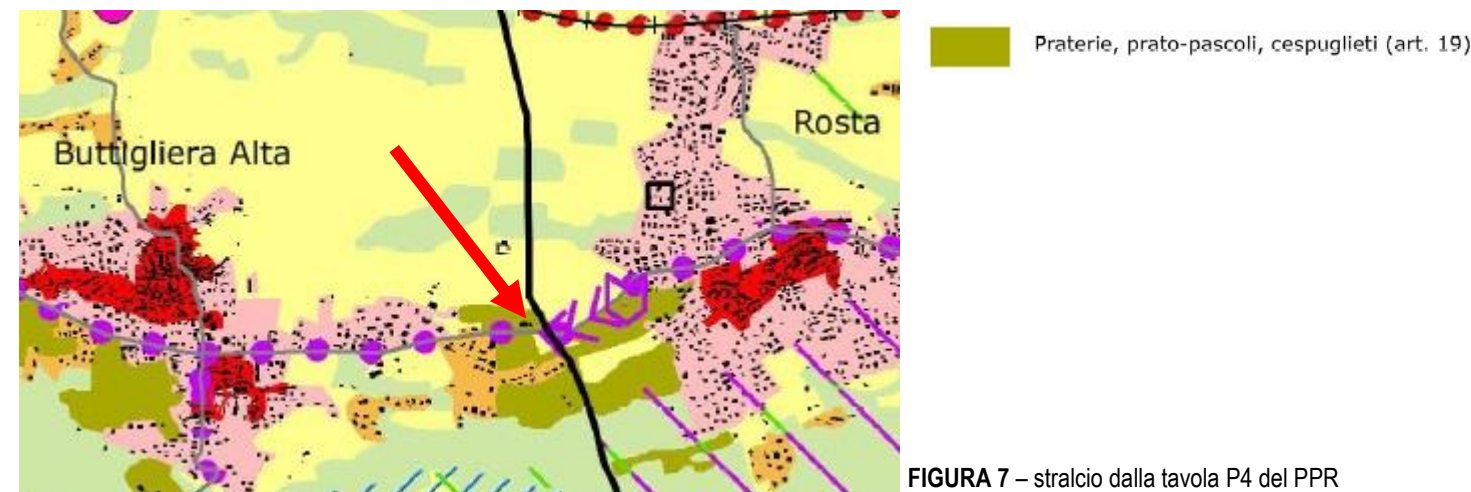 Praterie, prato-pascoli, cespuglieti (art. 19)
Rosta
Buttigliera Alta
FIGURA 7 – stralcio dalla tavola P4 del PPR